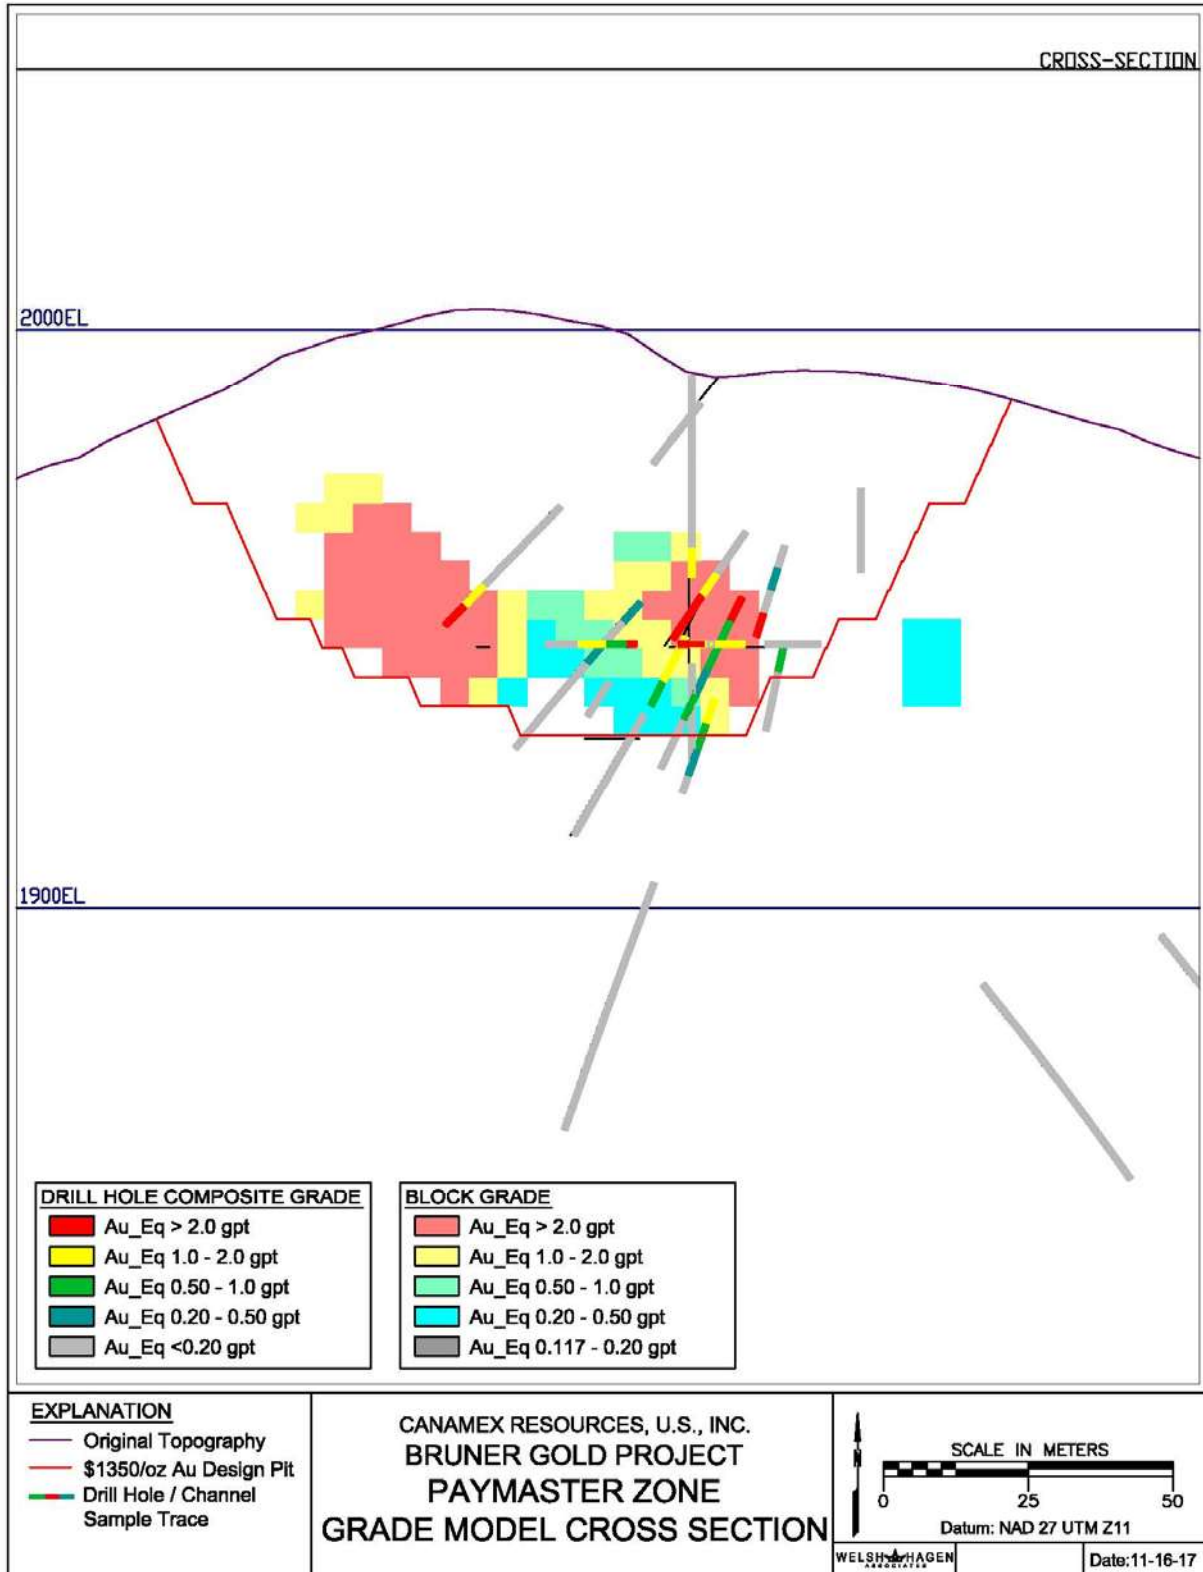 CROSS-SECTION
2000EL
1900EL
DRILL HOLE COMPOSITE GRADE
Au_Eq > 2.0 gpt
Au_Eq 1.0 - 2.0 gpt
Au_Eq 0.50 - 1.0 gpt
Au_Eq 0.20 - 0.50 gpt
Au_Eq <0.20 gpt
BLOCK GRADE
Au_Eq > 2.0 gpt
Au_Eq 1.0 - 2.0 gpt
Au_Eq 0.50 - 1.0 gpt
Au_Eq 0.20 - 0.50 gpt
Au_Eq 0.117 - 0.20 gpt
EXPLANATION
Original Topography
$1350/oz Au Design Pit
Drill Hole / Channel
Sample Trace
CANAMEX RESOURCES, U.S., INC.
BRUNER GOLD PROJECT
PAYMASTER ZONE
GRADE MODEL CROSS SECTION
N
SCALE IN METERS
0 25 50
Datum: NAD 27 UTM Z11
WELSH HAGEN
ASSOCIATES
Date:11-16-17